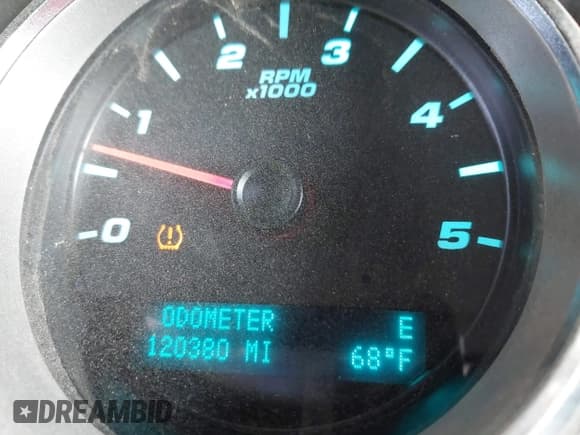 2 3
RPM
x1000
1 4
0 5
ODOMETER E
120380 MI 68°F
DREAMBID